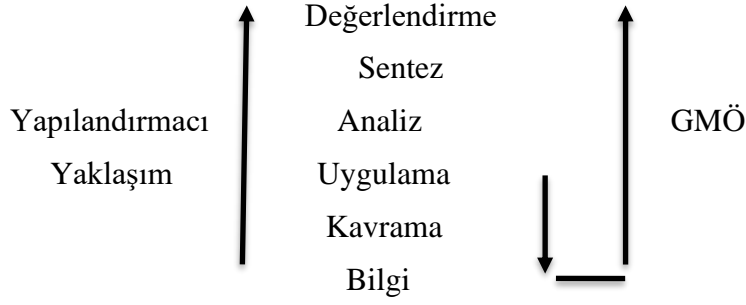 Değerlendirme
Sentez
Yapılandırmacı
Yaklaşım
Analiz
Uygulama
Kavrama
Bilgi
GMÖ